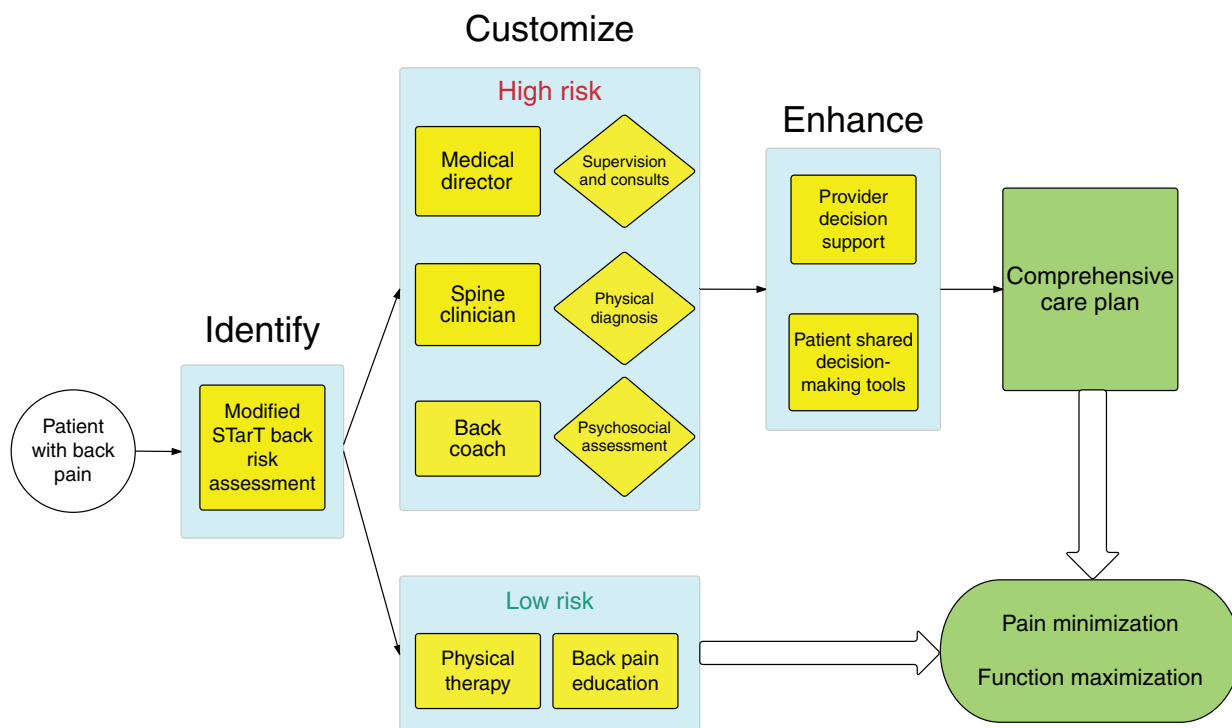 Customize
High risk
Medical
director
Supervision
and consults
Spine
clinician
Physical
diagnosis
Back
coach
Psychosocial
assessment
Enhance
Provider
decision
support
Patient shared
decision-
making tools
Comprehensive
care plan
Identify
Modified
STarT back
risk
assessment
Patient
with back
pain
Low risk
Physical
therapy
Back pain
education
Pain minimization
Function maximization